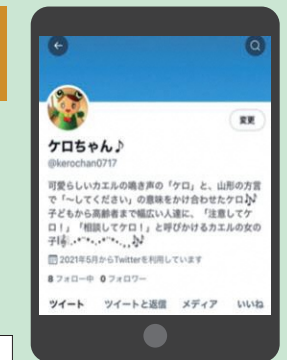 変更
ケロちゃん♪
@kerochan0717
可愛らしいカエルの鳴き声の「ケロ」と、山形の方言
で「〜してください」の意味をかけ合わせたケロ🎶
子どもから高齢者まで幅広い人達に、「注意してケ
ロ！」「相談してケロ！」と呼びかけるカエルの女の
子
2021年5月からTwitterを利用しています
8 フォロー中 0 フォロワー
ツイート ツイートと返信 メディア いいね